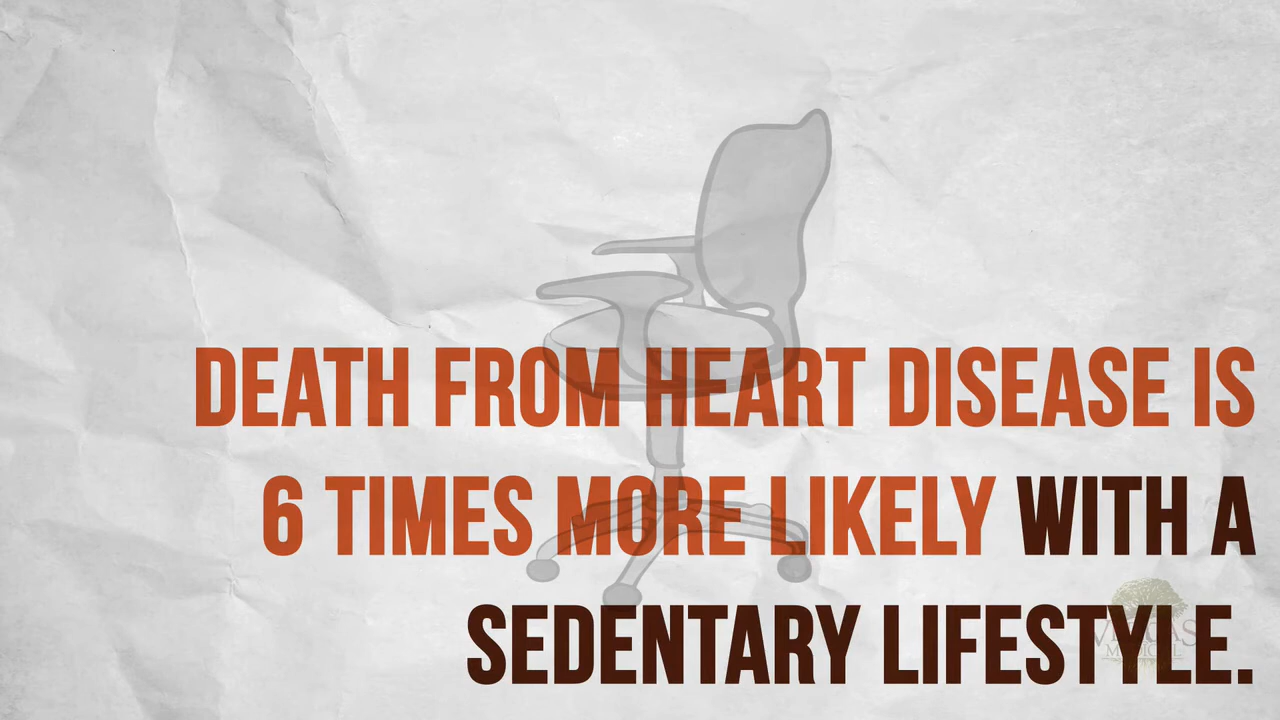 DEATH FROM HEART DISEASE IS
6 TIMES MORE LIKELY WITH A
SEDENTARY LIFESTYLE.